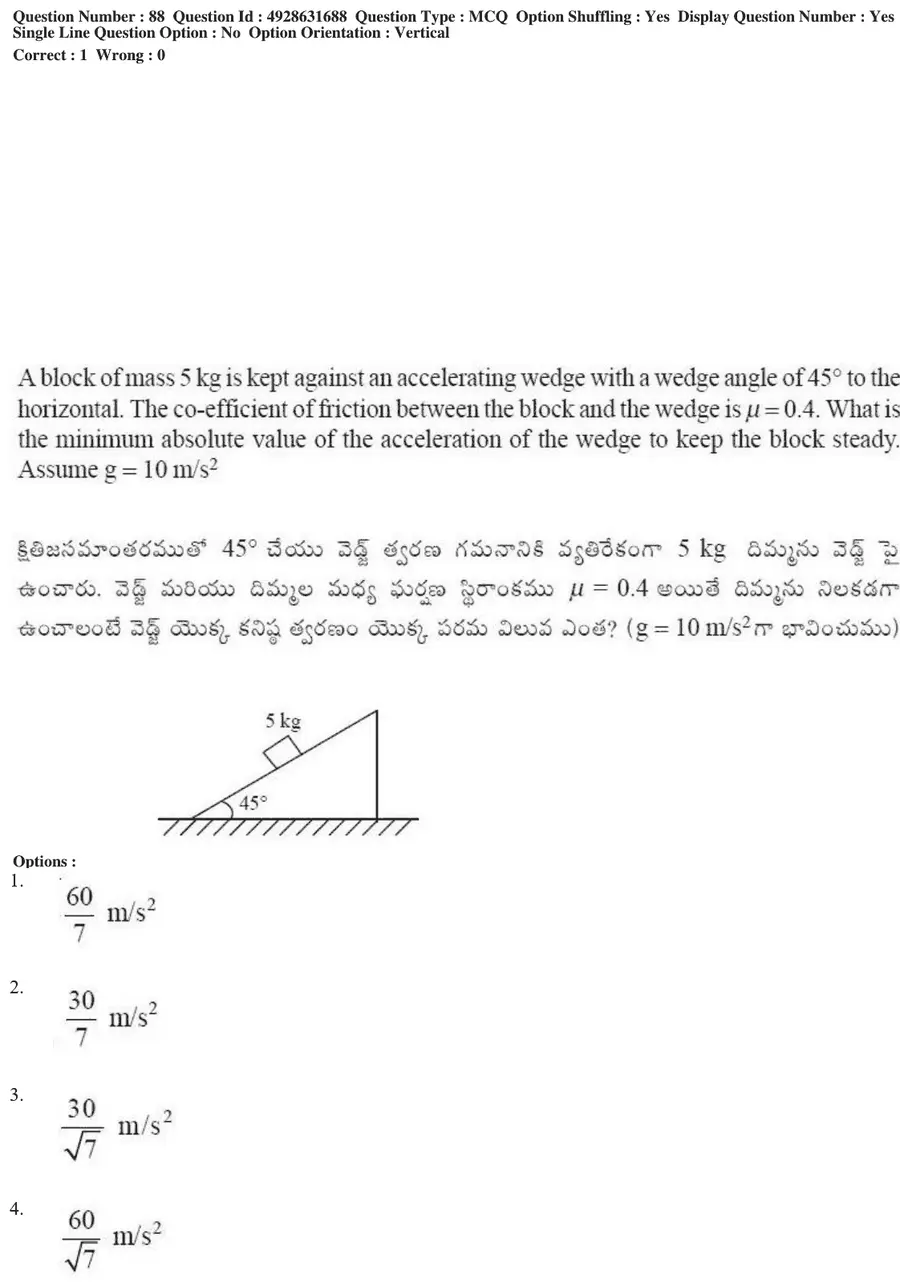 Question Number : 88 Question Id : 4928631688 Question Type : MCQ Option Shuffling : Yes Display Question Number : Yes
Single Line Question Option : No Option Orientation : Vertical
Correct : 1 Wrong : 0
A block of mass 5 kg is kept against an accelerating wedge with a wedge angle of 45° to the
horizontal. The co-efficient of friction between the block and the wedge is μ = 0.4. What is
the minimum absolute value of the acceleration of the wedge to keep the block steady.
Assume g = 10 m/s²
క్షితిజసమాంతరముతో 45° చేయు వెడ్జ్ త్వరణ గమనానికి వ్యతిరేకంగా 5 kg దిమ్మను వెడ్జ్ పై
ఉంచారు. వెడ్జ్ మరియు దిమ్మల మధ్య ఘర్షణ స్థిరాంకము μ = 0.4 అయితే దిమ్మను నిలకడగా
ఉంచాలంటే వెడ్జ్ యొక్క కనిష్ఠ త్వరణం యొక్క పరమ విలువ ఎంత? (g = 10 m/s²గా భావించుము)
5 kg
45°
Options :
1.
60/7 m/s²
2.
30/7 m/s²
3.
30/√7 m/s²
4.
60/√7 m/s²